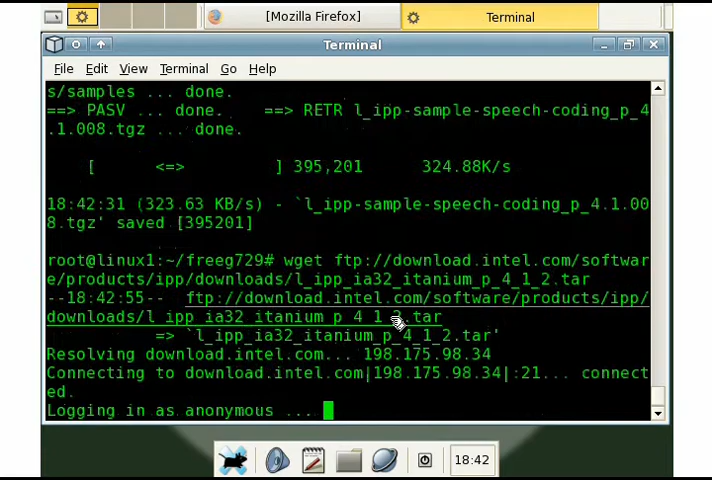 [Mozilla Firefox]
Terminal
Terminal
File Edit View Terminal Go Help
s/samples ... done.
==> PASV ... done.    ==> RETR l_ipp-sample-speech-coding_p_4
.1.008.tgz ... done.
[ <=> ] 395,201 324.88K/s
18:42:31 (323.63 KB/s) - `l_ipp-sample-speech-coding_p_4.1.00
8.tgz' saved [395201]
root@linux1:~/freeg729# wget ftp://download.intel.com/softwar
e/products/ipp/downloads/l_ipp_ia32_itanium_p_4_1_2.tar
--18:42:55--  ftp://download.intel.com/software/products/ipp/
downloads/l_ipp_ia32_itanium_p_4_1_2.tar
=> `l_ipp_ia32_itanium_p_4_1_2.tar'
Resolving download.intel.com... 198.175.98.34
Connecting to download.intel.com|198.175.98.34|:21... connect
ed.
Logging in as anonymous ...
18:42